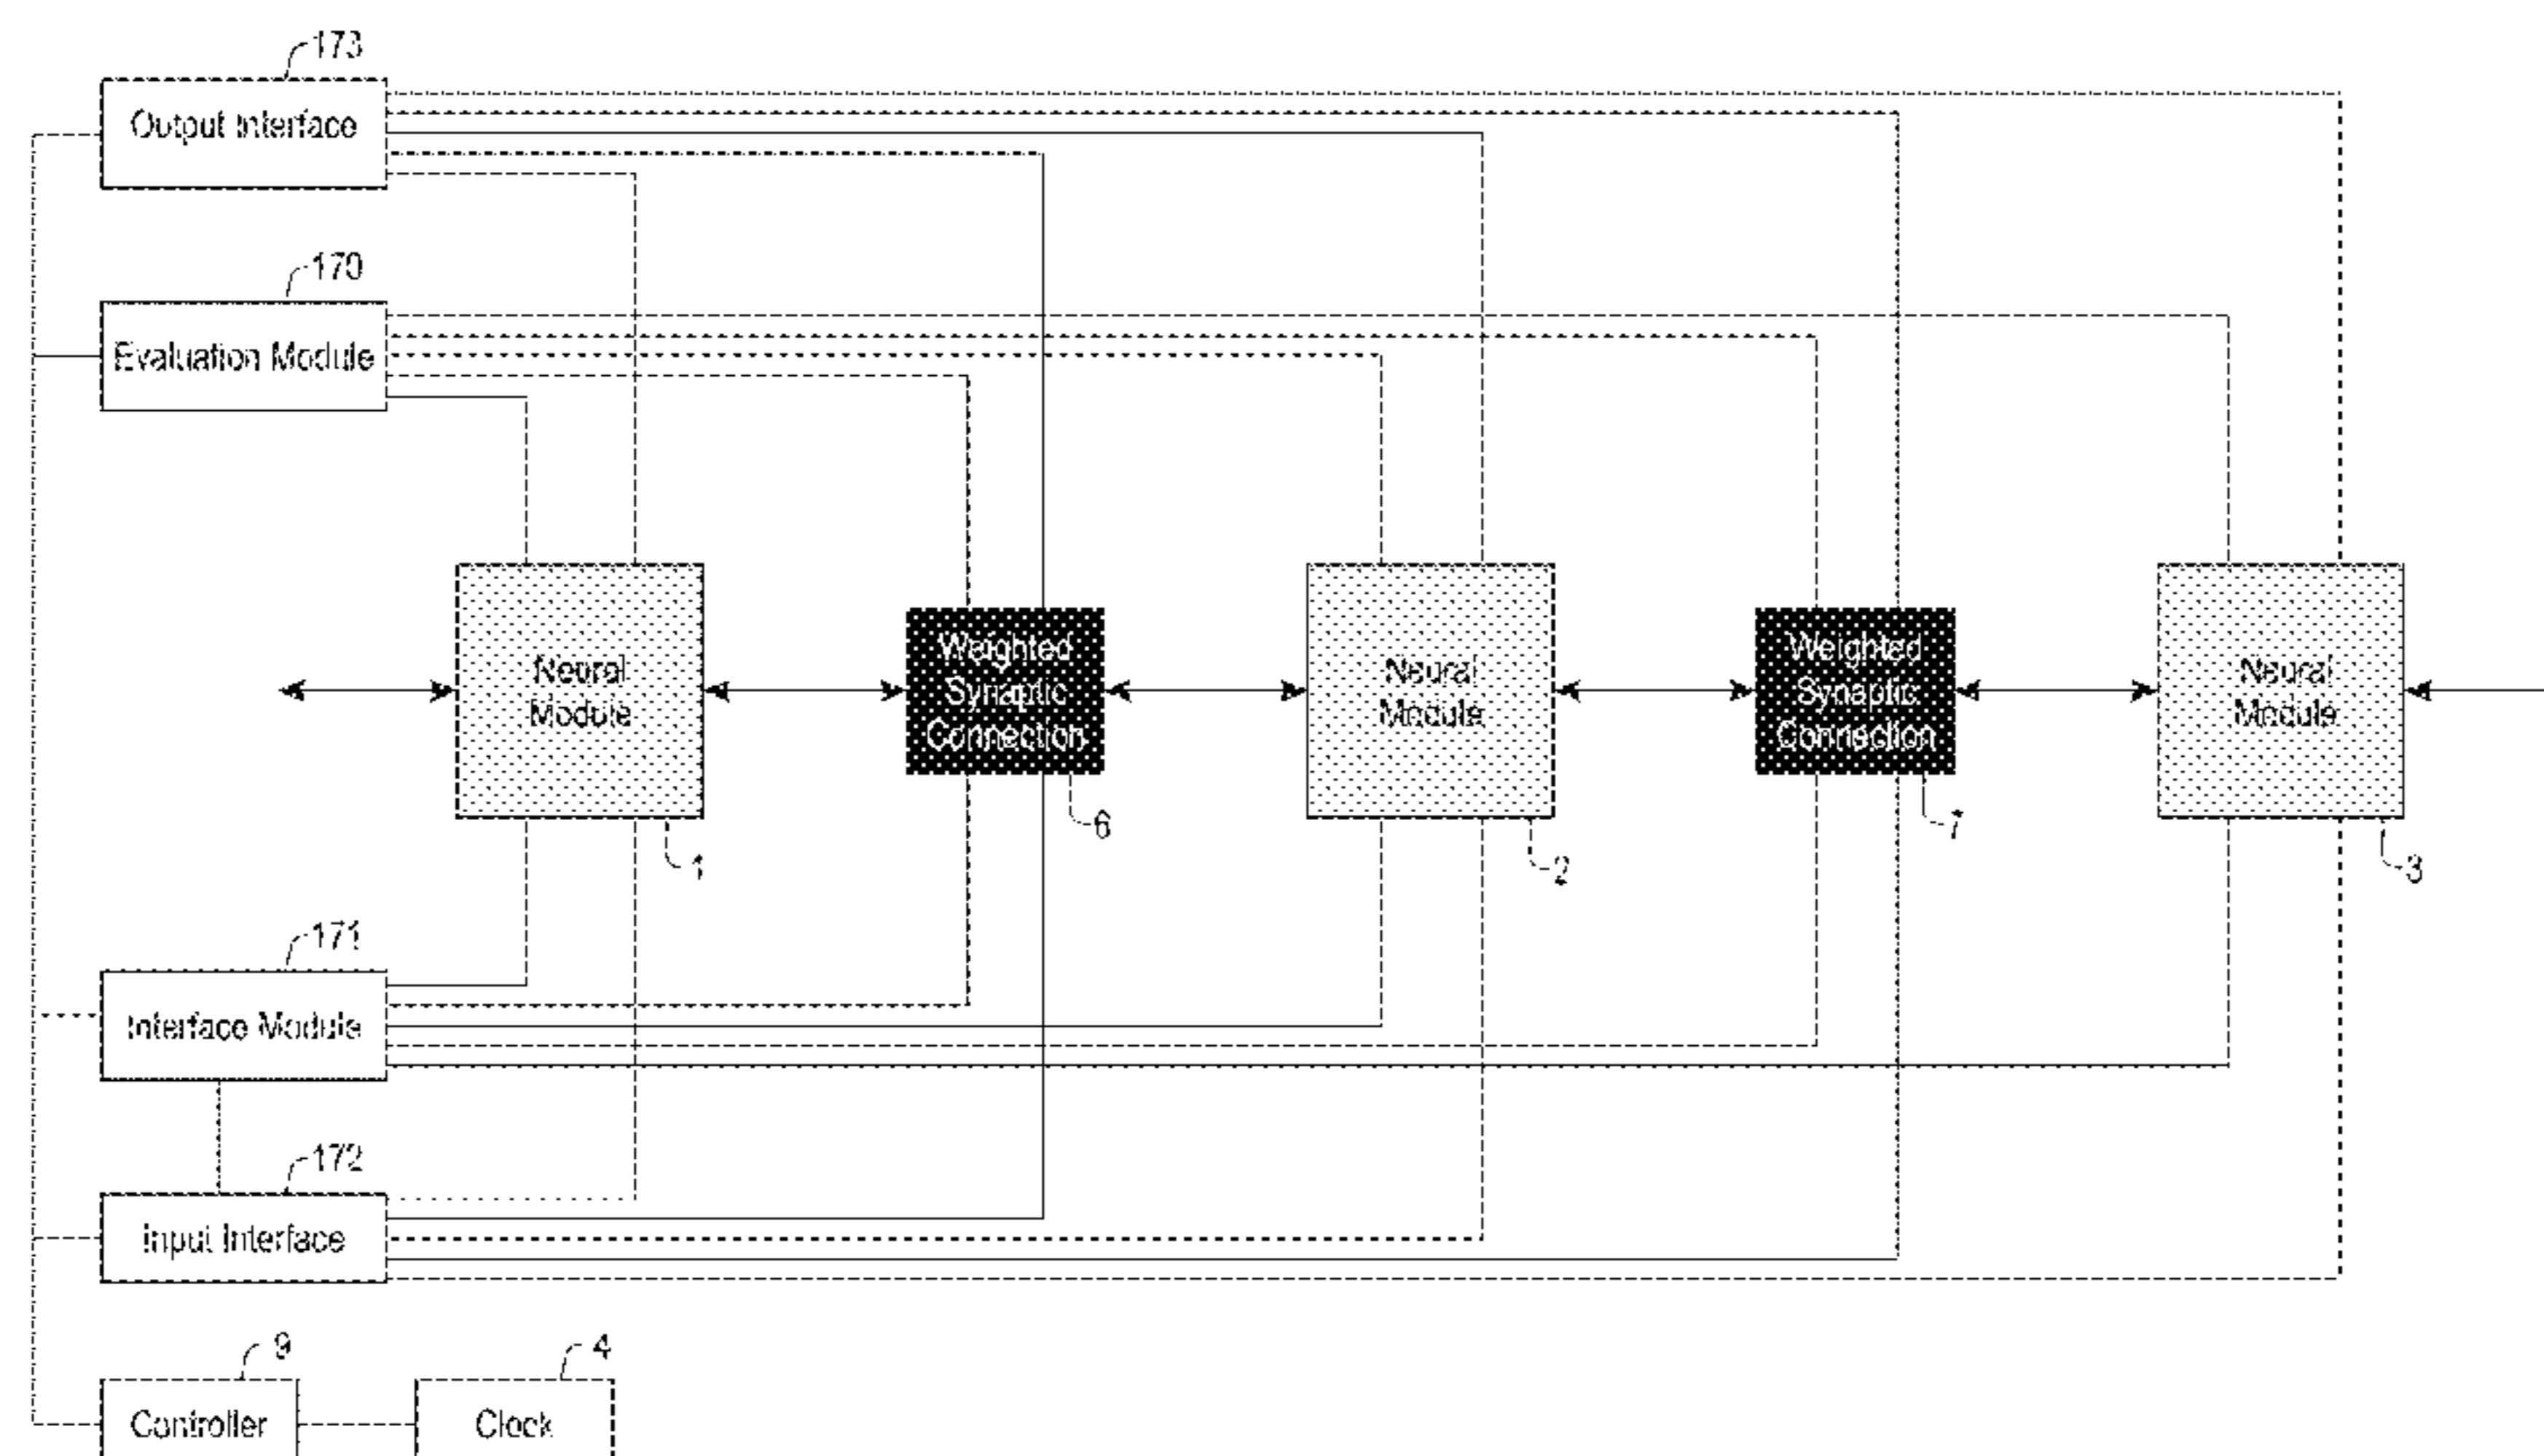 173
Output Interface
170
Evaluation Module
Neural
Module
Weighted
Synaptic
Connection
Neural
Module
Weighted
Synaptic
Connection
Neural
Module
6
7
1
2
3
171
Interface Module
172
Input Interface
9
4
Controller
Clock